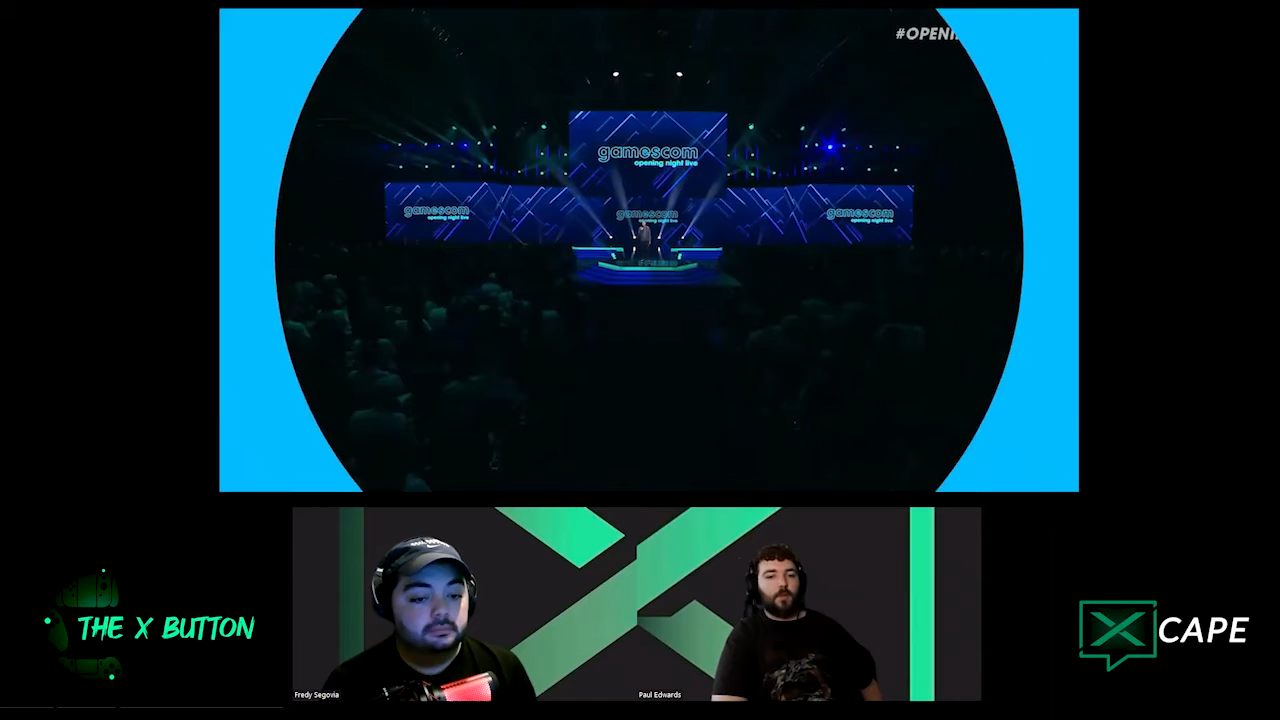 #OPENI
gamescom
opening night live
gamescom
opening night live
gamescom
opening night live
gamescom
opening night live
Fredy Segovia
Paul Edwards
THE X BUTTON
XCAPE